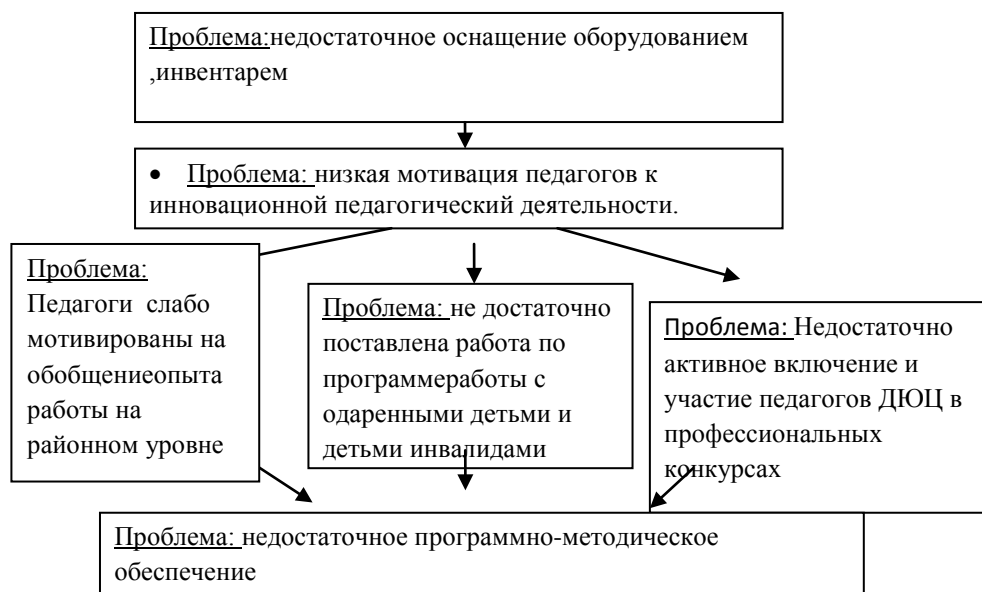 Проблема:недостаточное оснащение оборудованием
,инвентарем
• Проблема: низкая мотивация педагогов к
инновационной педагогический деятельности.
Проблема:
Педагоги слабо
мотивированы на
обобщениеопыта
работы на
районном уровне
Проблема: не достаточно
поставлена работа по
программеработы с
одаренными детьми и
детьми инвалидами
Проблема: Недостаточно
активное включение и
участие педагогов ДЮЦ в
профессиональных
конкурсах
Проблема: недостаточное программно-методическое
обеспечение